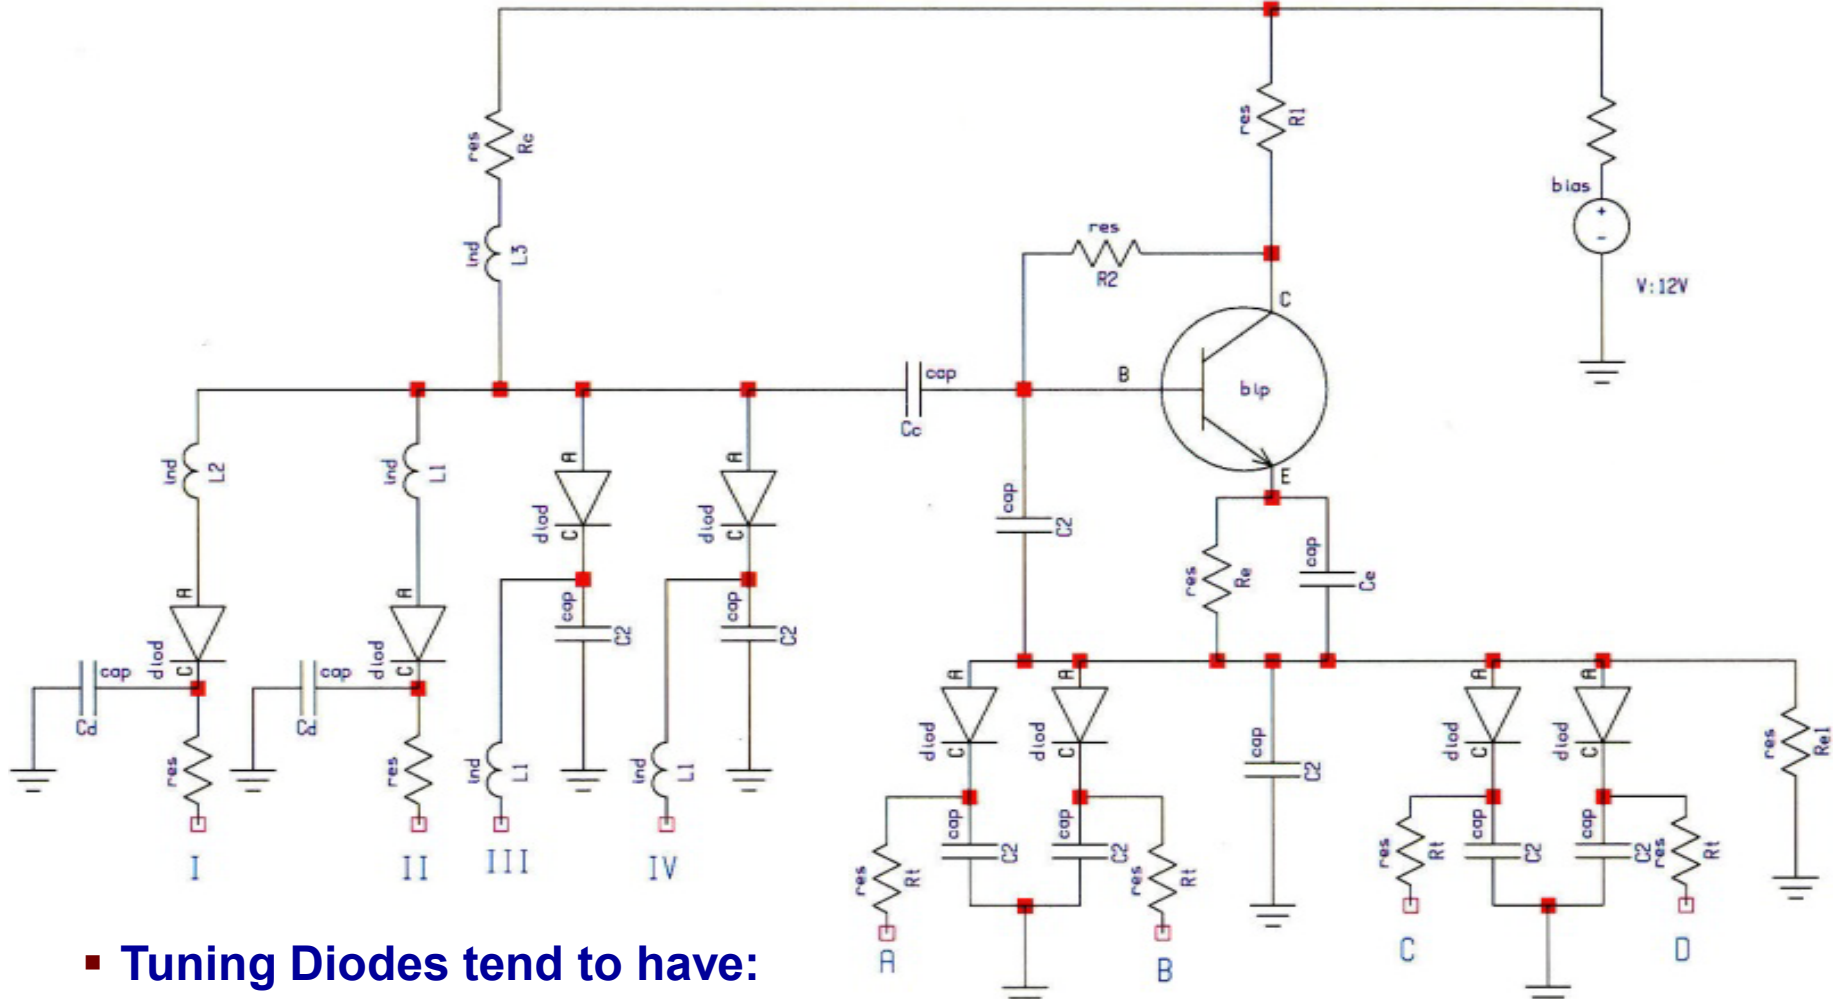 res
Rc
ind
L3
res
R1
bias
+
-
V:12V
res
R2
C
B
bip
E
cap
Cc
ind
L2
ind
L1
A
diod
C
A
diod
C
A
diod
C
cap
C2
A
diod
C
cap
C2
cap
Cd
res
cap
Cd
res
ind
L1
ind
L1
I
II
III
IV
cap
C2
res
Re
cap
Ce
A
diod
C
A
diod
C
cap
C2
A
diod
C
A
diod
C
res
Re1
res
Rt
cap
C2
cap
C2
res
Rt
res
Rt
cap
C2
cap
C2
res
Rt
A
B
C
D
▪ Tuning Diodes tend to have: